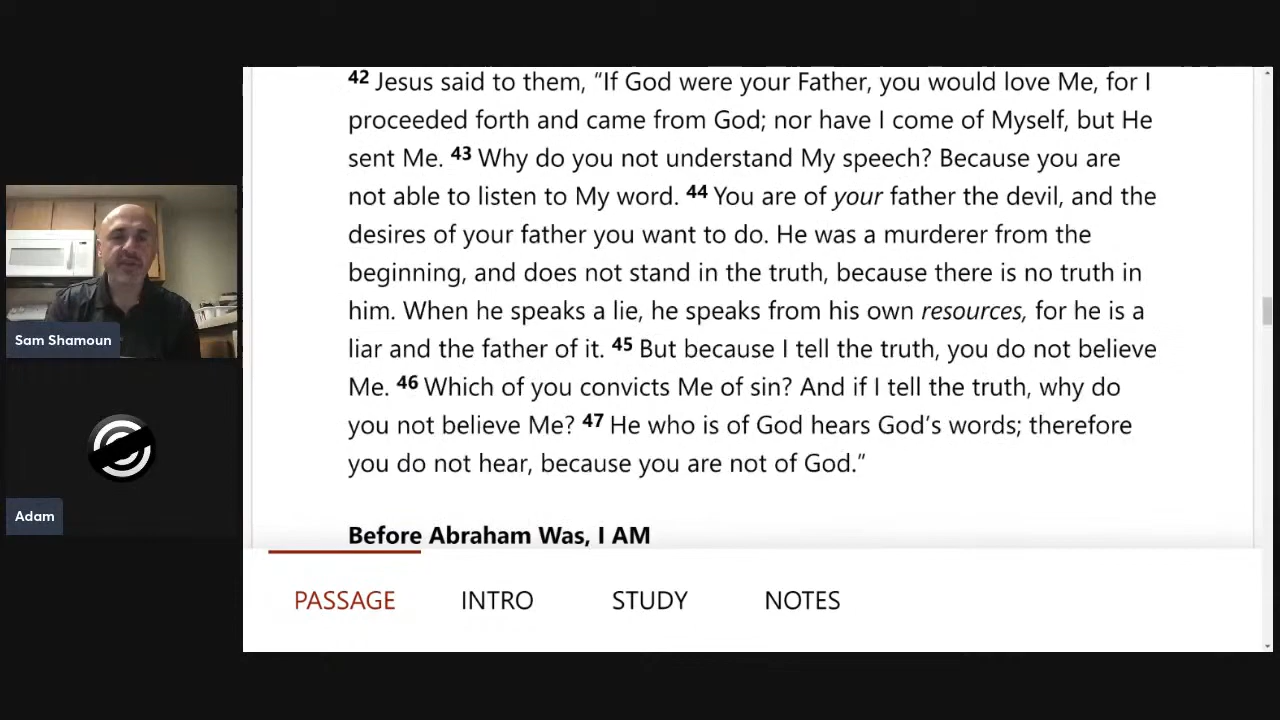 42 Jesus said to them, “If God were your Father, you would love Me, for I
proceeded forth and came from God; nor have I come of Myself, but He
sent Me. 43 Why do you not understand My speech? Because you are
not able to listen to My word. 44 You are of your father the devil, and the
desires of your father you want to do. He was a murderer from the
beginning, and does not stand in the truth, because there is no truth in
him. When he speaks a lie, he speaks from his own resources, for he is a
liar and the father of it. 45 But because I tell the truth, you do not believe
Me. 46 Which of you convicts Me of sin? And if I tell the truth, why do
you not believe Me? 47 He who is of God hears God’s words; therefore
you do not hear, because you are not of God.”
Before Abraham Was, I AM
PASSAGE INTRO STUDY NOTES
Sam Shamoun
Adam